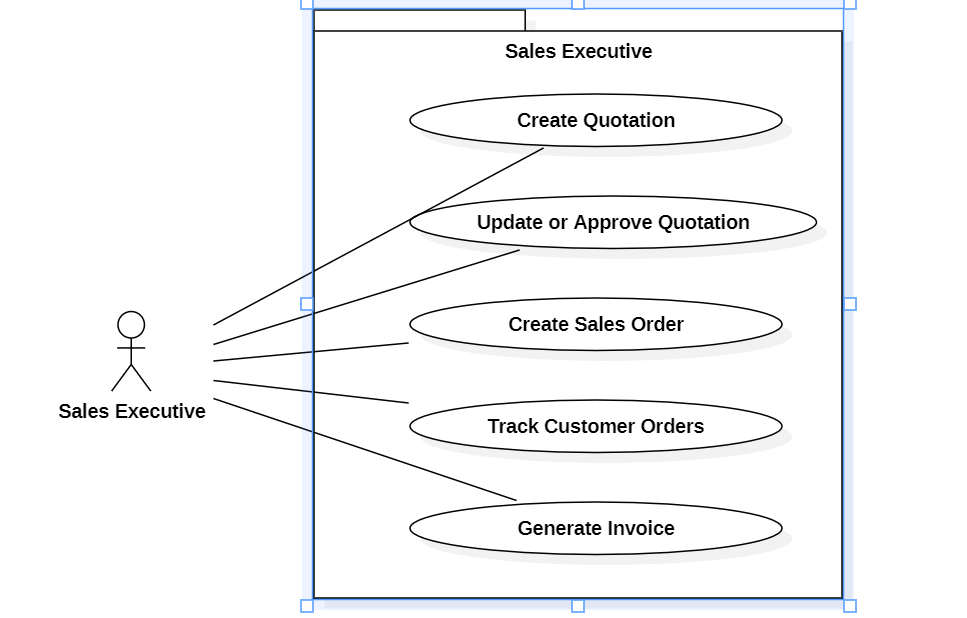 Sales Executive
Create Quotation
Update or Approve Quotation
Create Sales Order
Sales Executive
Track Customer Orders
Generate Invoice